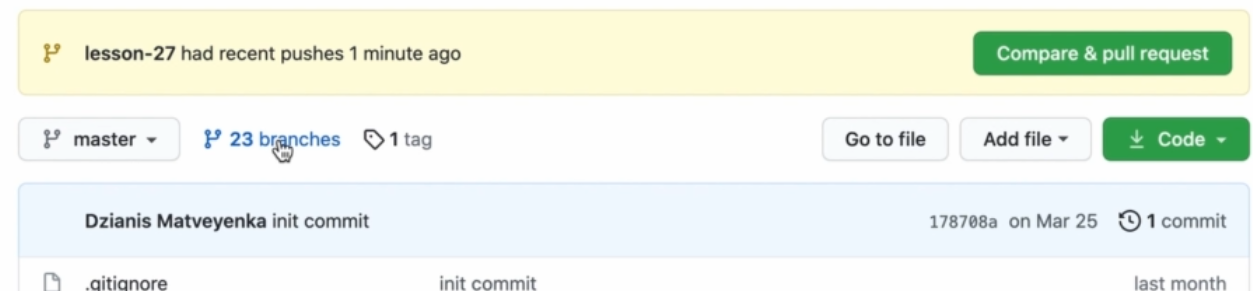 lesson-27 had recent pushes 1 minute ago Compare & pull request
master 23 branches 1 tag Go to file Add file Code
Dzianis Matveyenka init commit 178708a on Mar 25 1 commit
.gitignore init commit last month